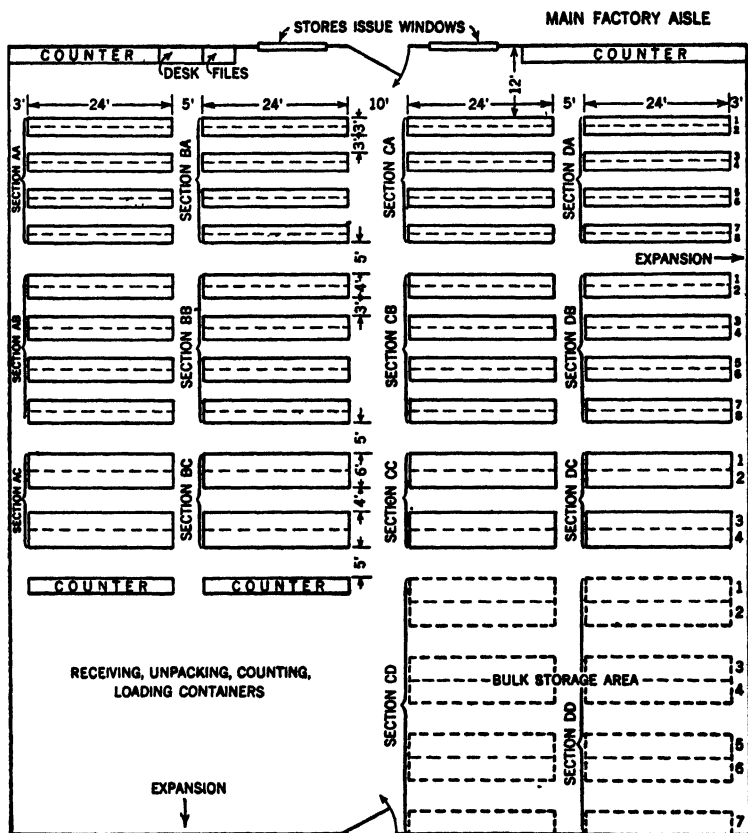 MAIN FACTORY AISLE
STORES ISSUE WINDOWS
COUNTER
DESK
FILES
COUNTER
12'
3'
24'
5'
24'
10'
24'
5'
24'
3'
SECTION AA
SECTION BA
3'
3'
SECTION CA
SECTION DA
1
2
3
4
5
6
7
8
5'
EXPANSION
SECTION AB
SECTION BB
4'
3'
SECTION CB
SECTION DB
1
2
3
4
5
6
7
8
5'
SECTION AC
SECTION BC
6'
4'
SECTION CC
SECTION DC
1
2
3
4
5'
COUNTER
COUNTER
RECEIVING, UNPACKING, COUNTING,
LOADING CONTAINERS
SECTION CD
BULK STORAGE AREA
SECTION DD
1
2
3
4
5
6
7
EXPANSION